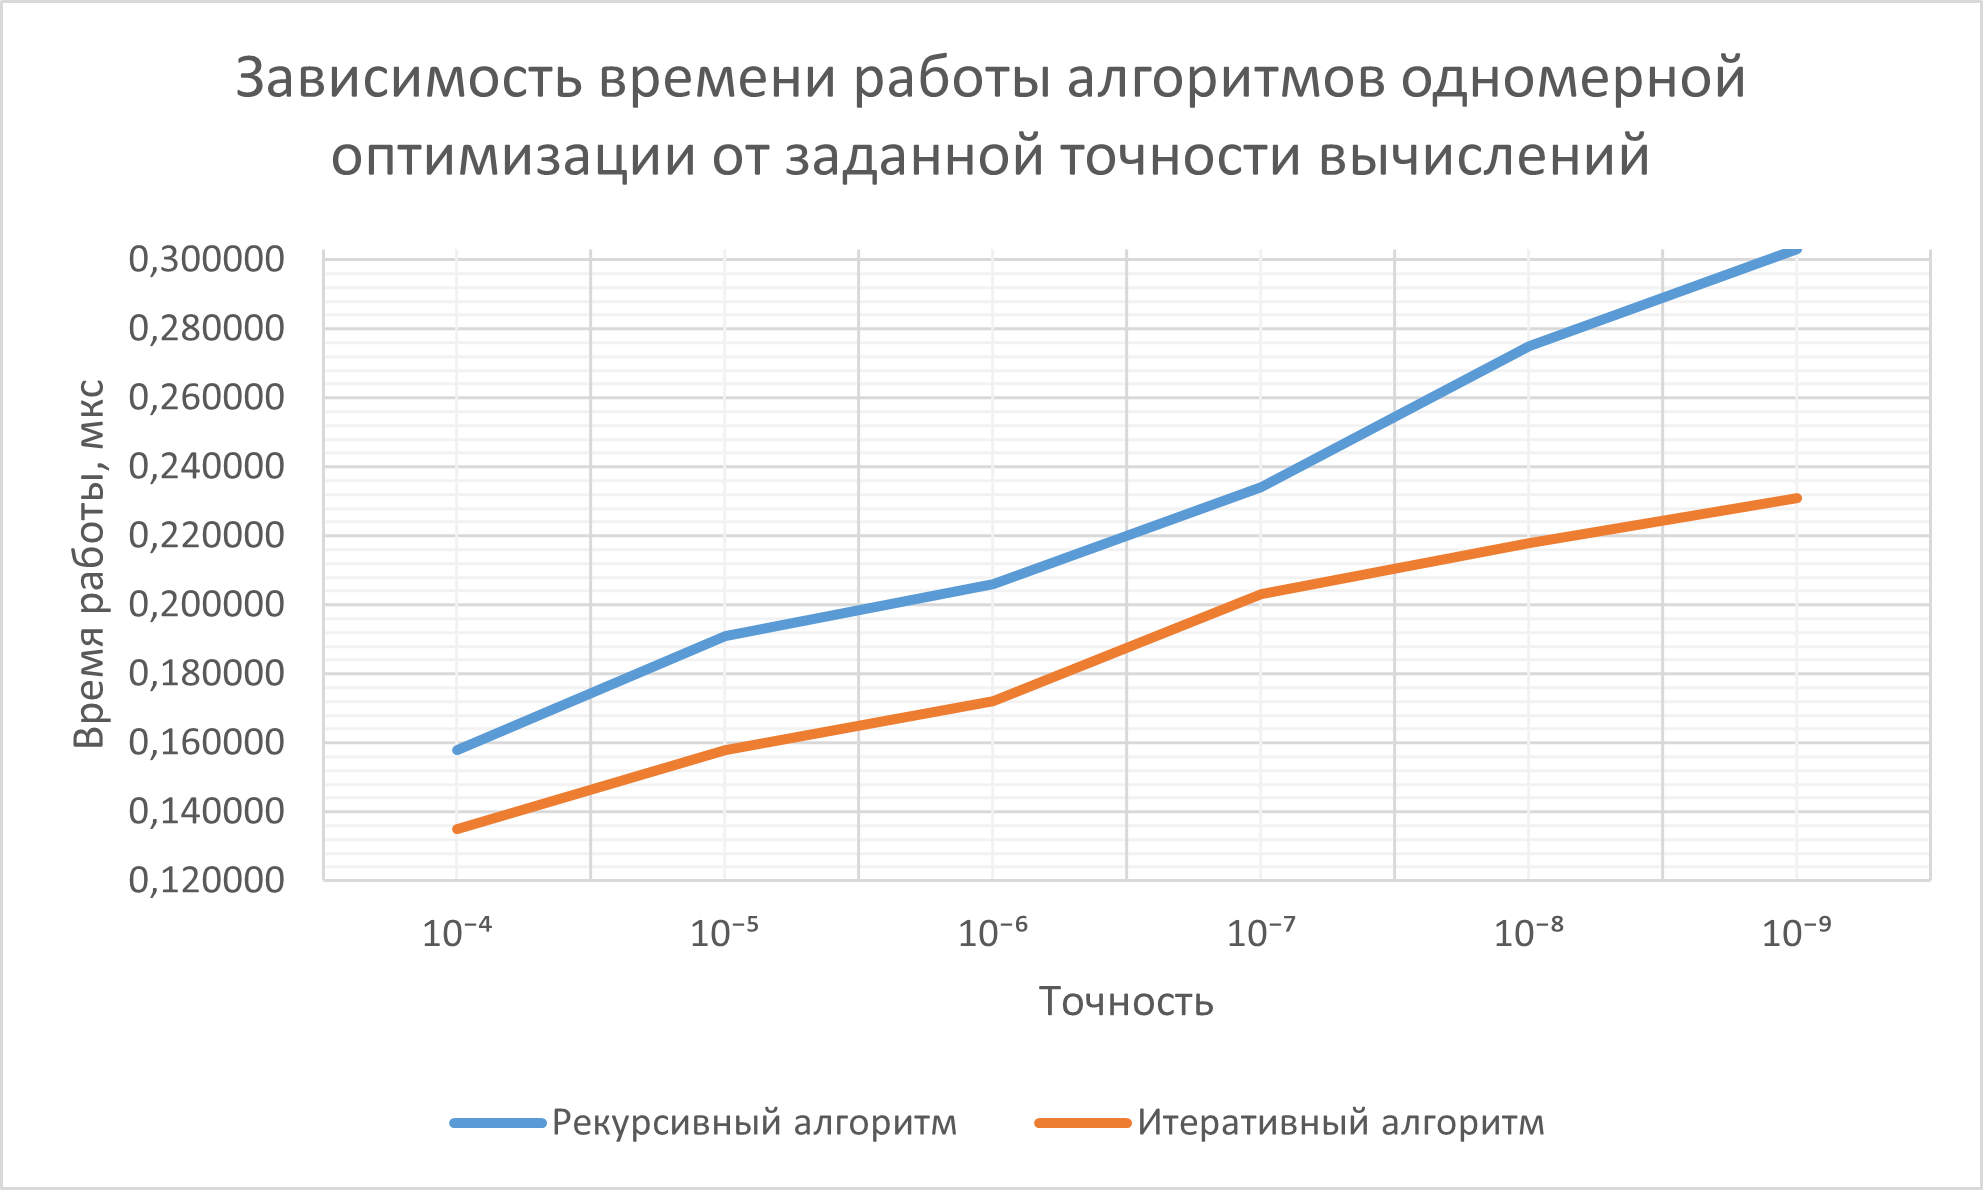 Зависимость времени работы алгоритмов одномерной
оптимизации от заданной точности вычислений
0,300000
0,280000
0,260000
0,240000
0,220000
0,200000
0,180000
0,160000
0,140000
0,120000
Время работы, мкс
10⁻⁴ 10⁻⁵ 10⁻⁶ 10⁻⁷ 10⁻⁸ 10⁻⁹
Точность
Рекурсивный алгоритм Итеративный алгоритм